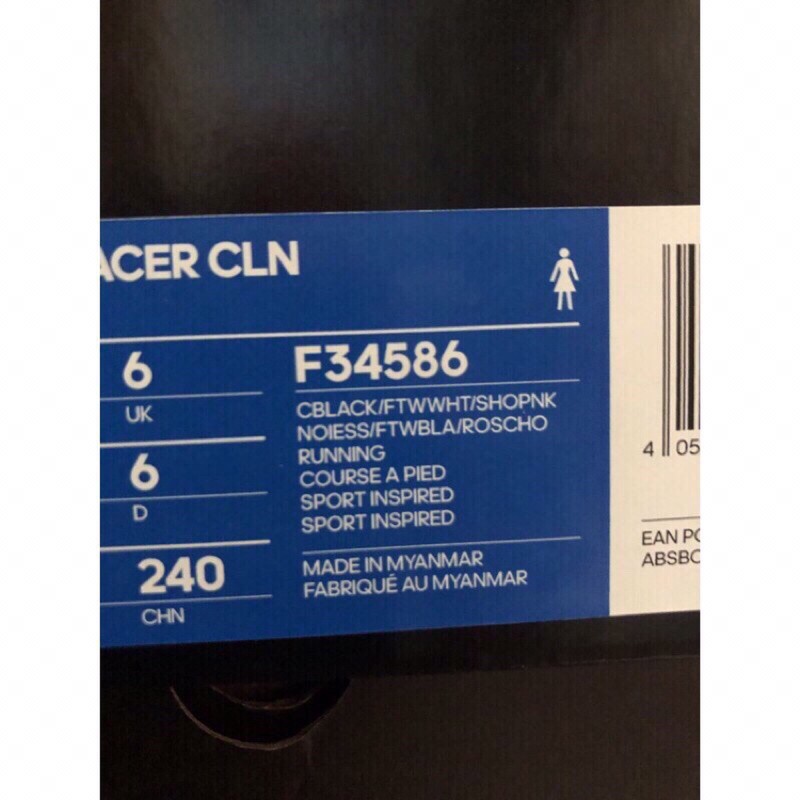 ACER CLN
6
UK
6
D
240
CHN
F34586
CBLACK/FTWWHT/SHOPNK
NOIESS/FTWBLA/ROSCHO
RUNNING
COURSE A PIED
SPORT INSPIRED
SPORT INSPIRED
MADE IN MYANMAR
FABRIQUÉ AU MYANMAR
4 05
EAN PO
ABSBO